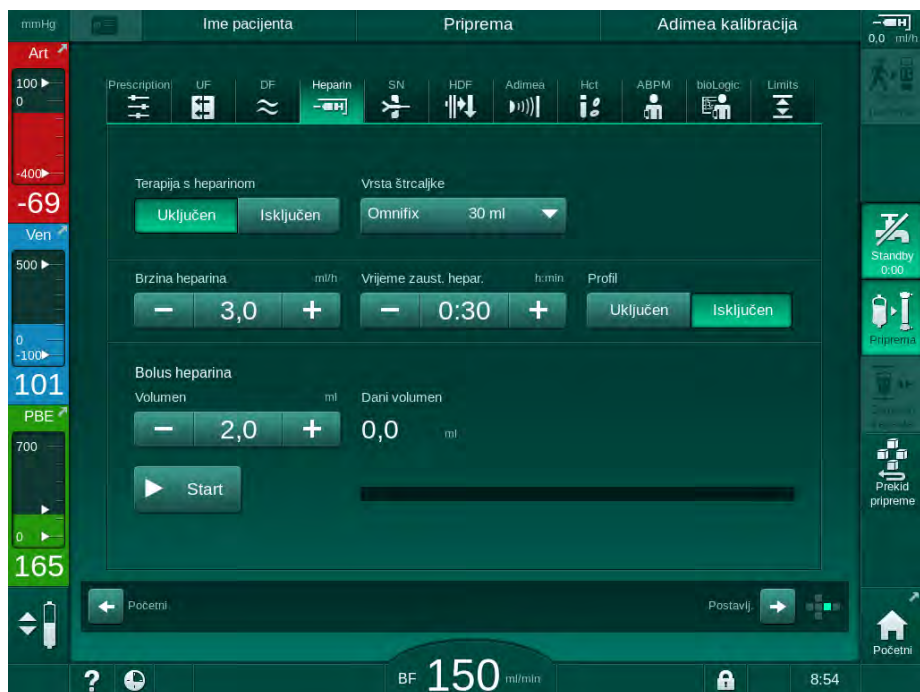 mmHg
Ime pacijenta
Priprema
Adimea kalibracija
0,0 ml/h
Art
100
0
-400
-69
Ven
500
0
-100
101
PBE
700
0
165
Prescription
UF
DF
Heparin
SN
HDF
Adimea
Hct
ABPM
bioLogic
Limits
Terapija s heparinom
Vrsta štrcaljke
Uključen
Isključen
Omnifix 30 ml
Brzina heparina ml/h
Vrijeme zaust. hepar. h:min
Profil
− 3,0 +
− 0:30 +
Uključen
Isključen
Bolus heparina
Volumen ml
Dani volumen
− 2,0 +
0,0 ml
Start
Početni
Postavlj.
Standby
0:00
Priprema
Prekid
pripreme
Početni
? BF 150 ml/min
8:54